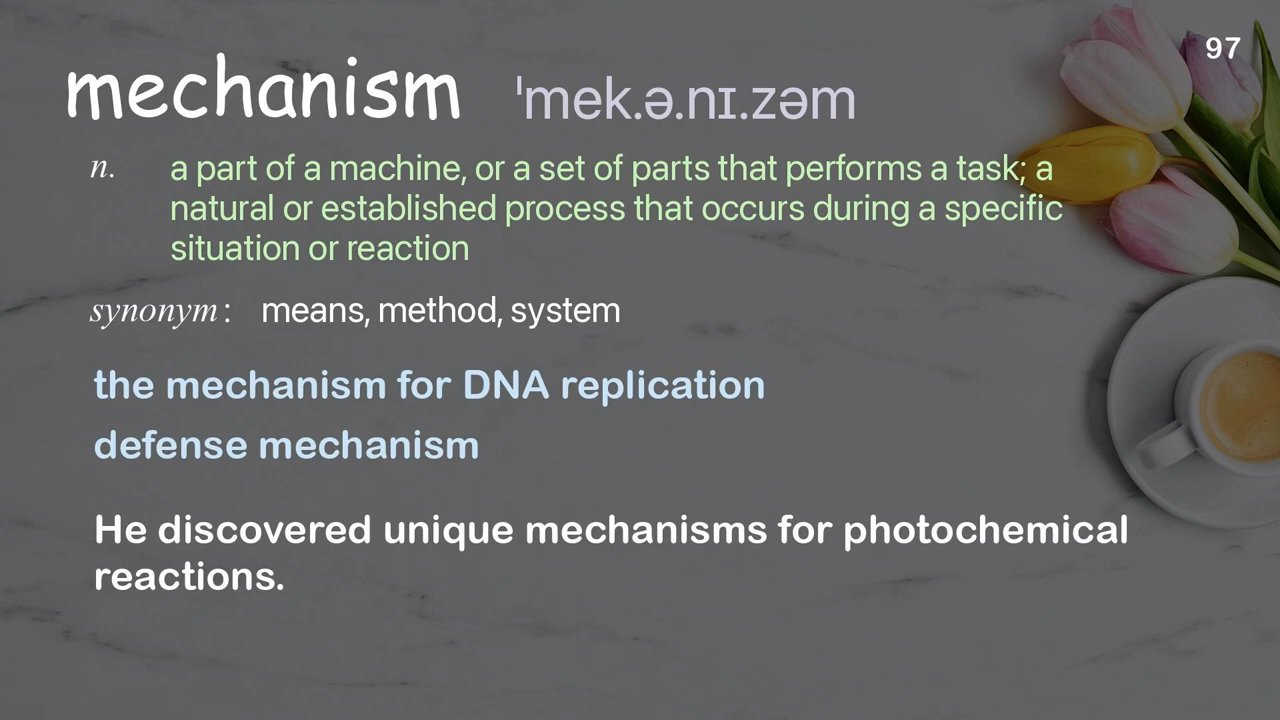 97
mechanism ˈmek.ə.nɪ.zəm
n. a part of a machine, or a set of parts that performs a task; a
natural or established process that occurs during a specific
situation or reaction
synonym: means, method, system
the mechanism for DNA replication
defense mechanism
He discovered unique mechanisms for photochemical
reactions.